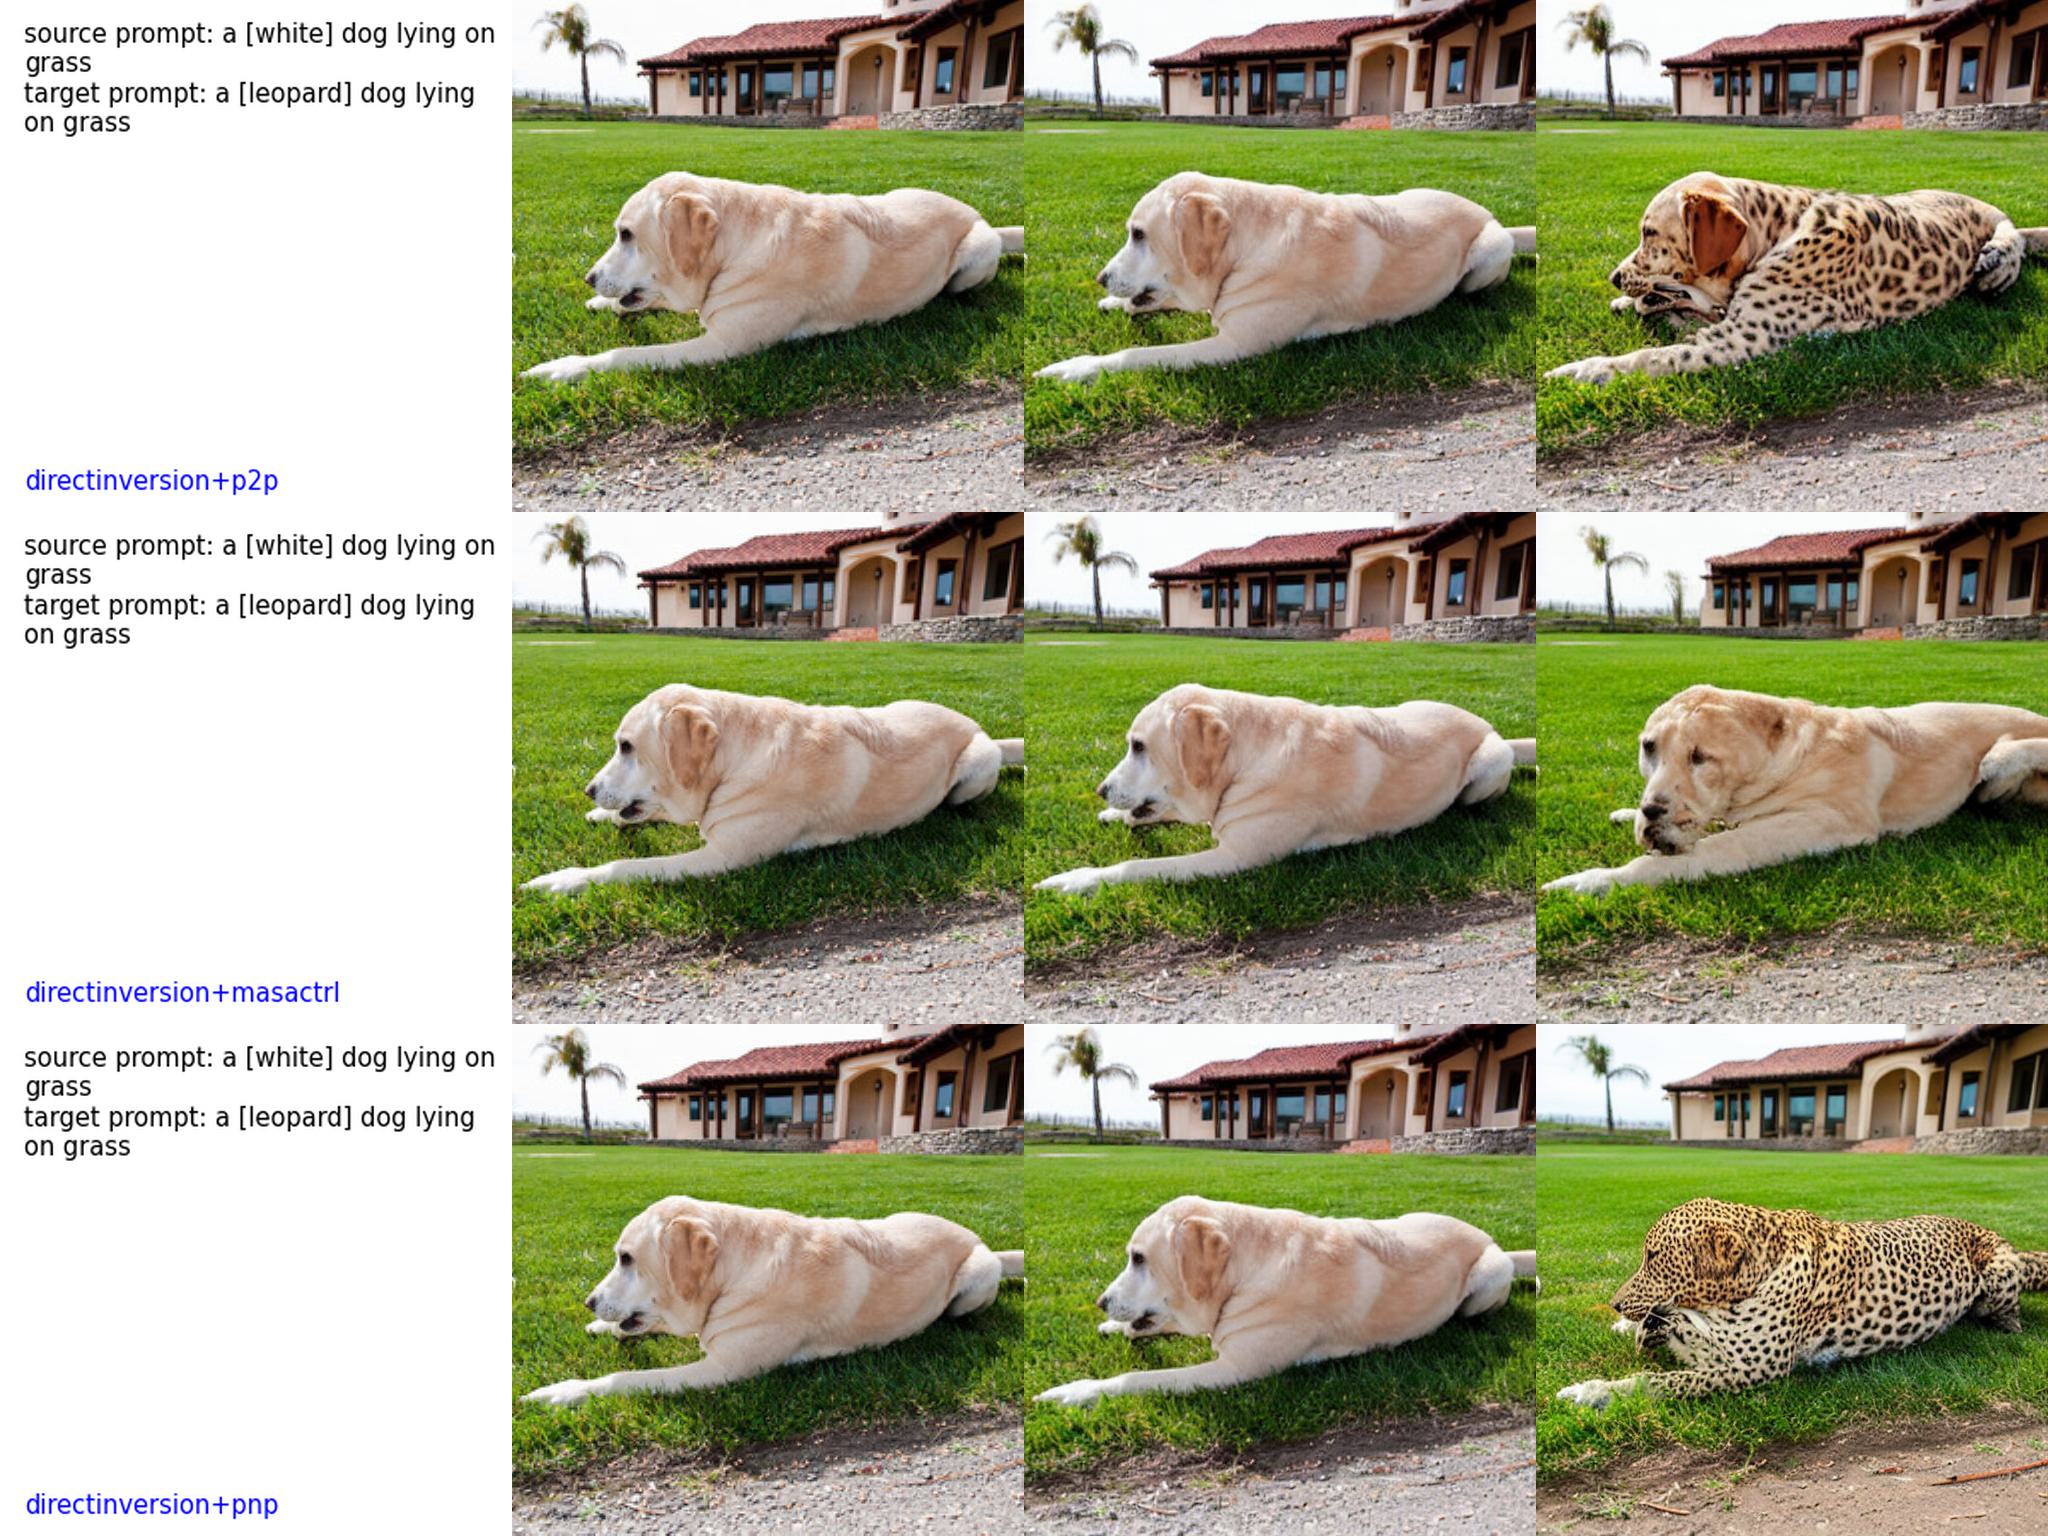 source prompt: a [white] dog lying on
grass
target prompt: a [leopard] dog lying
on grass
directinversion+p2p
source prompt: a [white] dog lying on
grass
target prompt: a [leopard] dog lying
on grass
directinversion+masactrl
source prompt: a [white] dog lying on
grass
target prompt: a [leopard] dog lying
on grass
directinversion+pnp